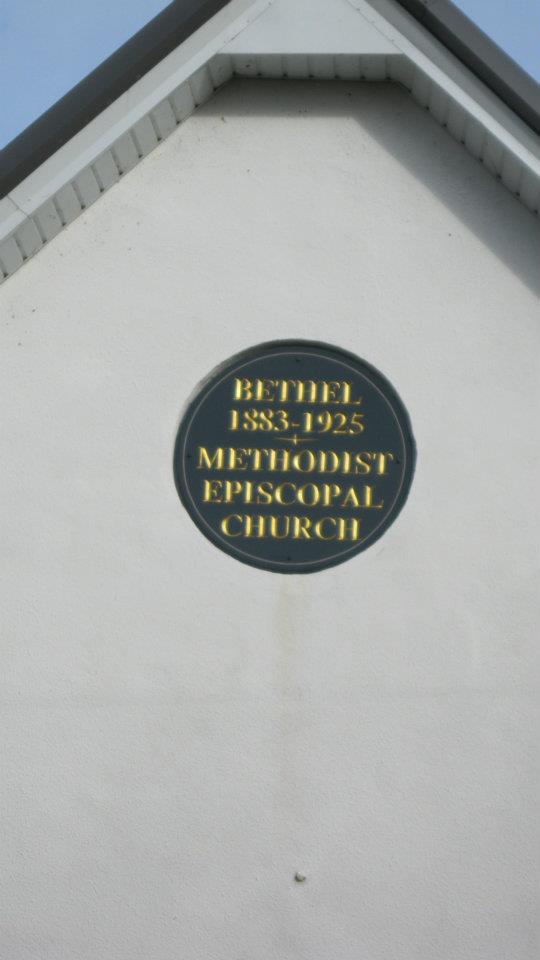 BETHEL
1883-1925
METHODIST
EPISCOPAL
CHURCH